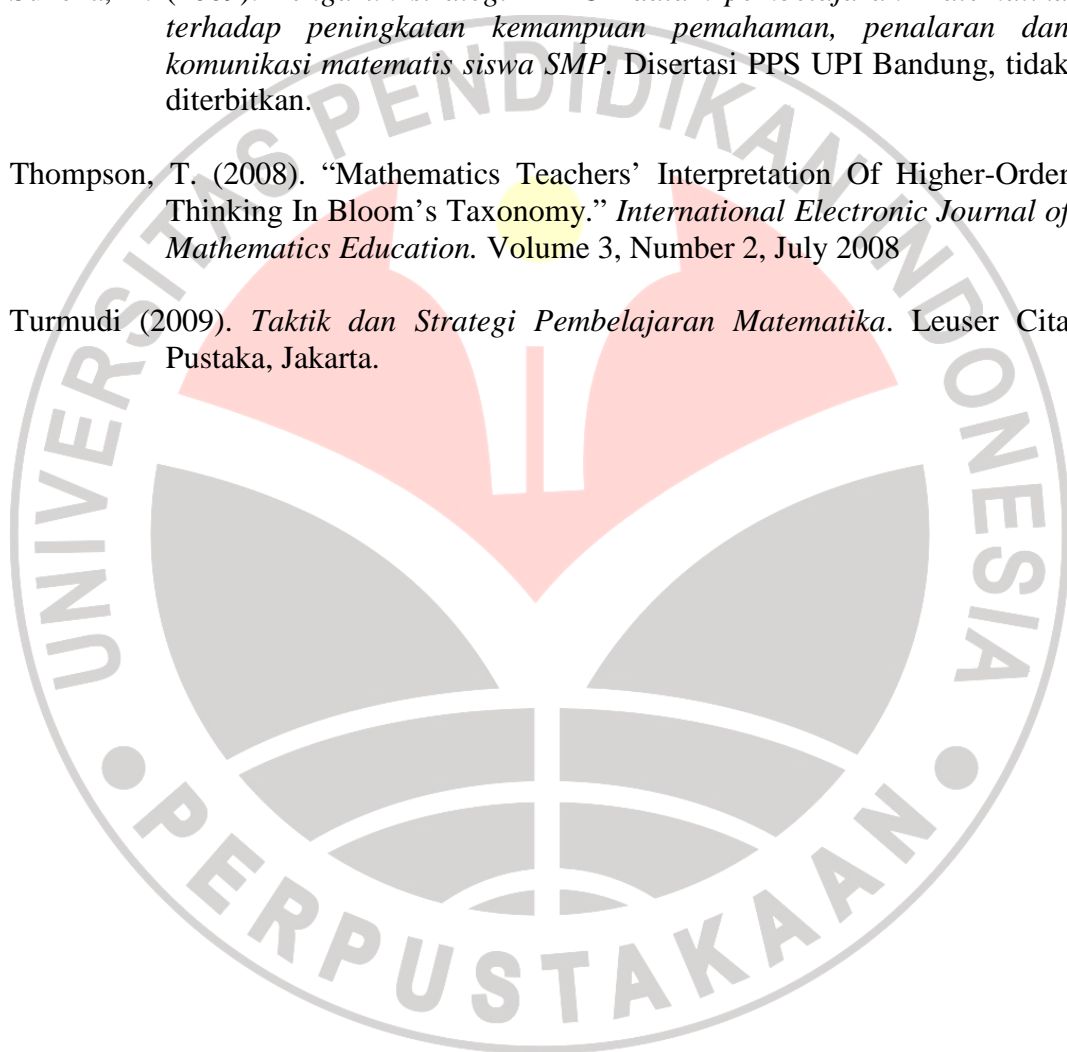 terhadap peningkatan kemampuan pemahaman, penalaran dan
komunikasi matematis siswa SMP. Disertasi PPS UPI Bandung, tidak
diterbitkan.
Thompson, T. (2008). “Mathematics Teachers’ Interpretation Of Higher-Order
Thinking In Bloom’s Taxonomy.” International Electronic Journal of
Mathematics Education. Volume 3, Number 2, July 2008
Turmudi (2009). Taktik dan Strategi Pembelajaran Matematika. Leuser Cita
Pustaka, Jakarta.
UNIVERSITAS PENDIDIKAN INDONESIA
PERPUSTAKAAN